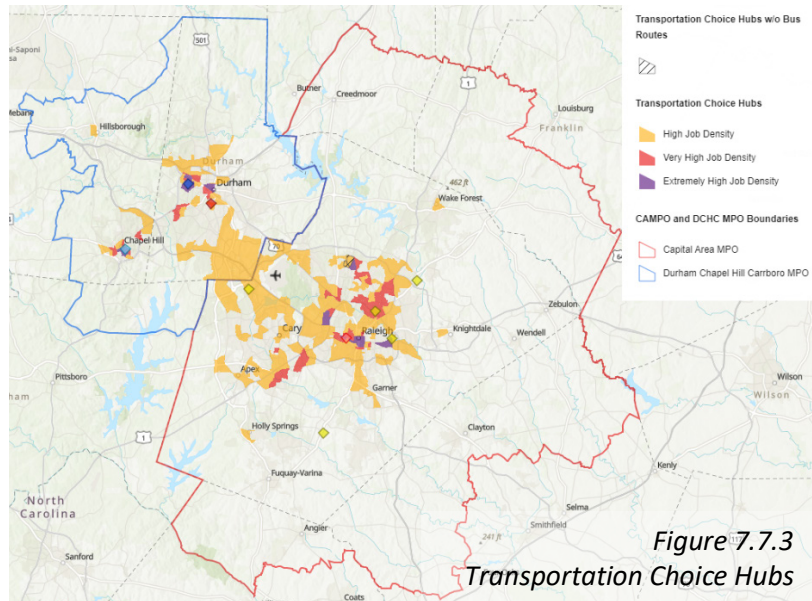 Transportation Choice Hubs w/o Bus
Routes
Transportation Choice Hubs
High Job Density
Very High Job Density
Extremely High Job Density
CAMPO and DCHC MPO Boundaries
Capital Area MPO
Durham Chapel Hill Carrboro MPO
501
Butner
Creedmoor
1
Louisburg
Franklin
Mebane
Hillsborough
Durham
Durham
462 ft
Wake Forest
Chapel Hill
70
64
Zebulon
Cary
Raleigh
Knightdale
Wendell
Pittsboro
Apex
Garner
Wilson
Wilson
Holly Springs
Clayton
1
Fuquay-Varina
Kenly
North
Carolina
Selma
Angier
Smithfield
241 ft
Sanford
Coats
Figure 7.7.3
Transportation Choice Hubs